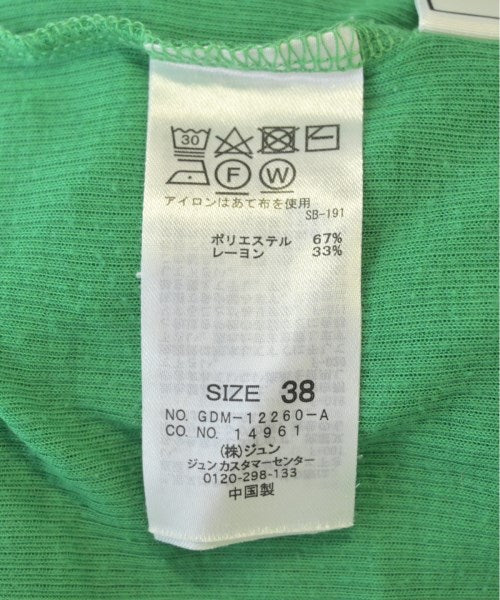 30
F W
アイロンはあて布を使用
SB-191
ポリエステル 67%
レーヨン 33%
SIZE 38
NO. GDM-12260-A
CO. NO. 14961
(株)ジュン
ジュン カスタマーセンター
0120-298-133
中国製